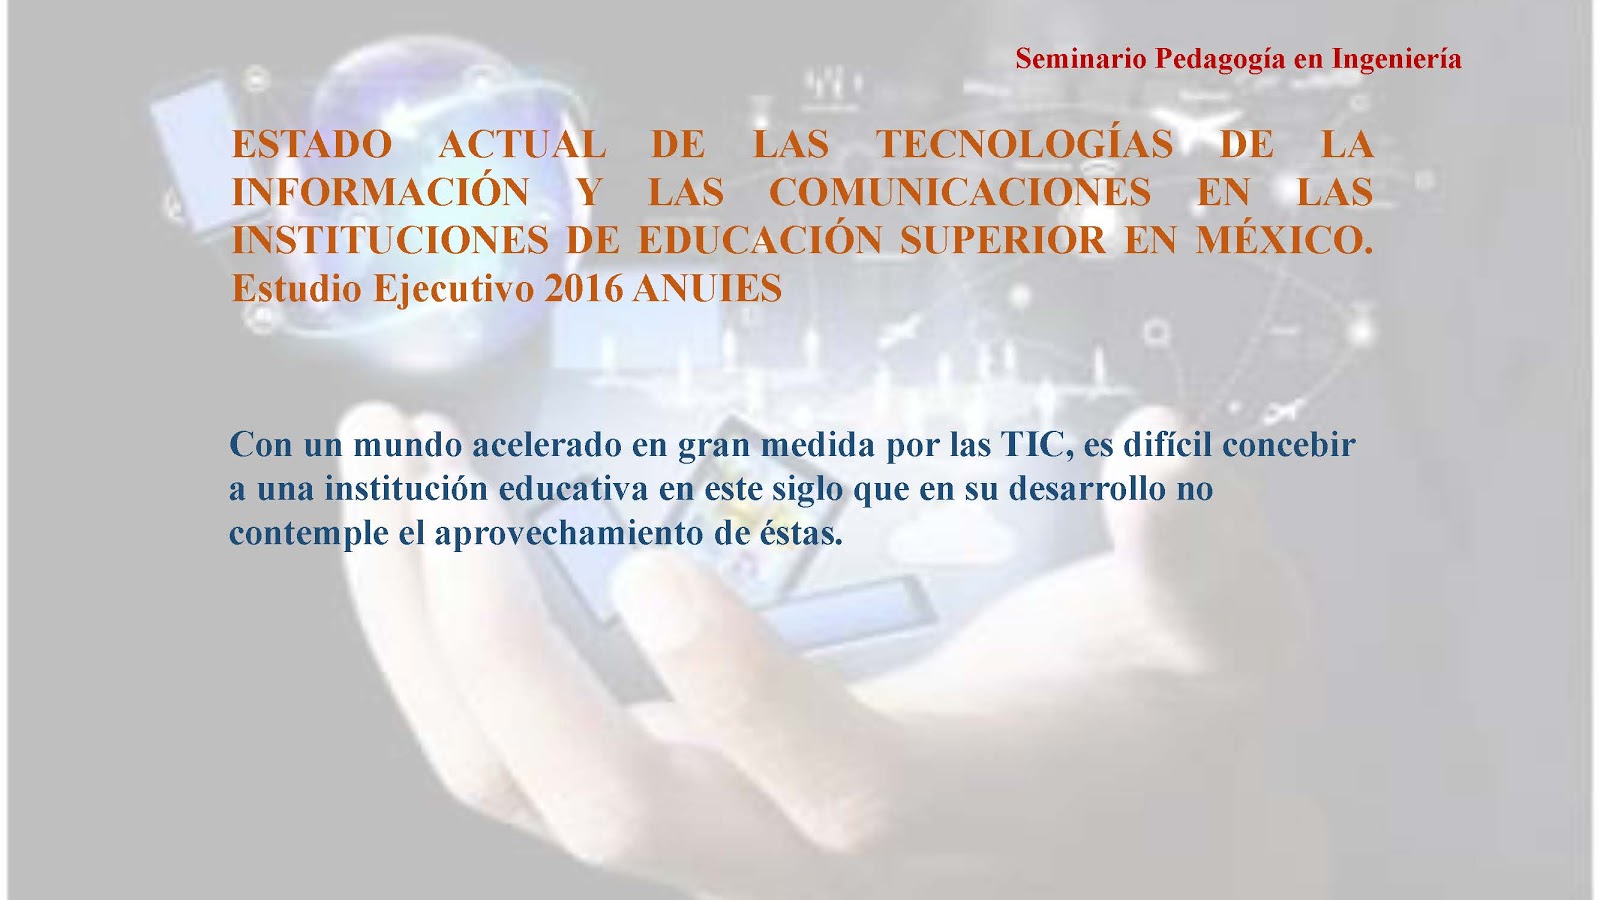 Seminario Pedagogía en Ingeniería
ESTADO ACTUAL DE LAS TECNOLOGÍAS DE LA
INFORMACIÓN Y LAS COMUNICACIONES EN LAS
INSTITUCIONES DE EDUCACIÓN SUPERIOR EN MÉXICO.
Estudio Ejecutivo 2016 ANUIES
Con un mundo acelerado en gran medida por las TIC, es difícil concebir
a una institución educativa en este siglo que en su desarrollo no
contemple el aprovechamiento de éstas.